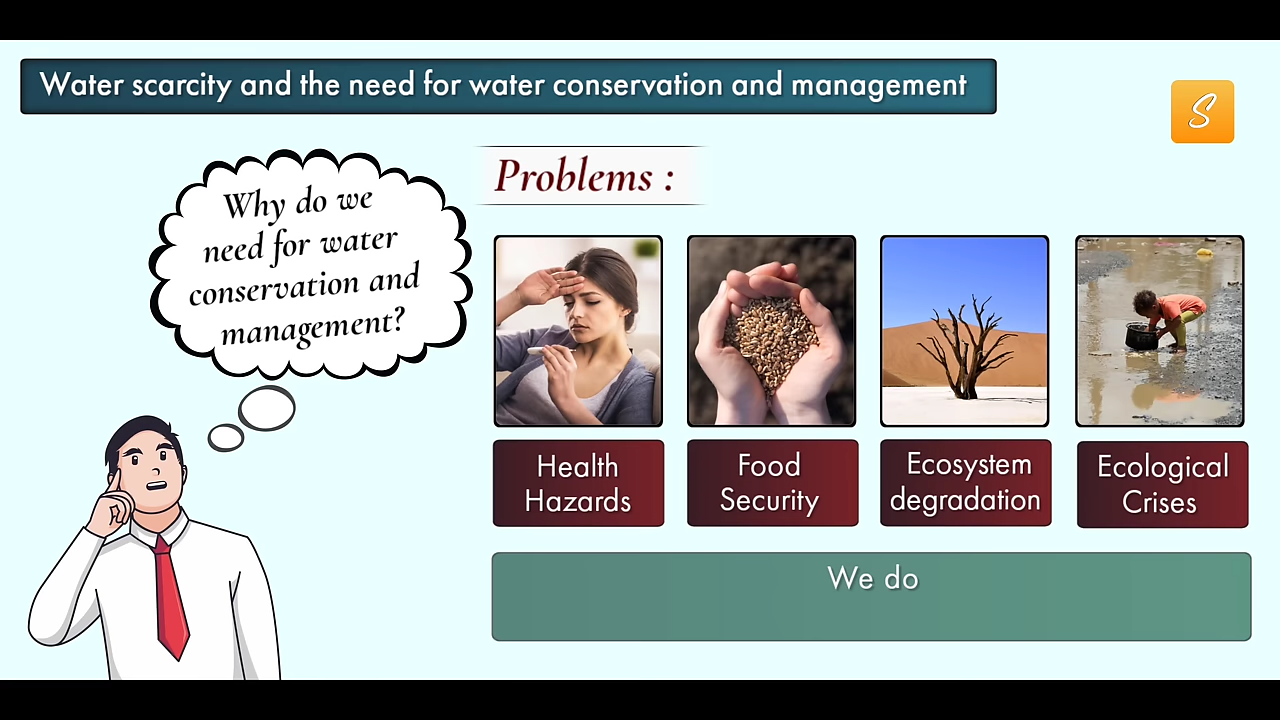 Water scarcity and the need for water conservation and management
S
Why do we
need for water
conservation and
management?
Problems :
Health
Hazards
Food
Security
Ecosystem
degradation
Ecological
Crises
We do